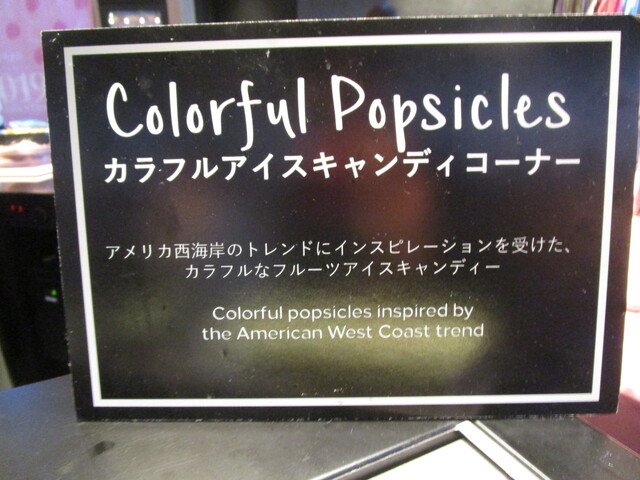 Colorful Popsicles
カラフルアイスキャンディコーナー
アメリカ西海岸のトレンドにインスピレーションを受けた、
カラフルなフルーツアイスキャンディー
Colorful popsicles inspired by
the American West Coast trend